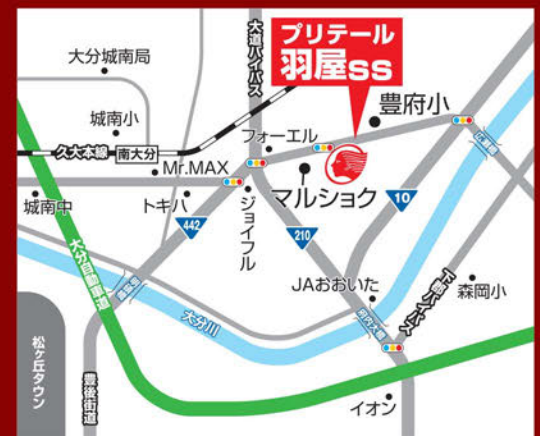 プリテール
羽屋SS
大道バイパス
大分城南局
城南小
久大本線
南大分
フォーエル
豊府小
Mr.MAX
マルショク
城南中
トキハ
ジョイフル
442
210
10
大分自動車道
JAおおいた
下郡バイパス
森岡小
大分川
松ヶ丘タウン
豊後街道
イオン